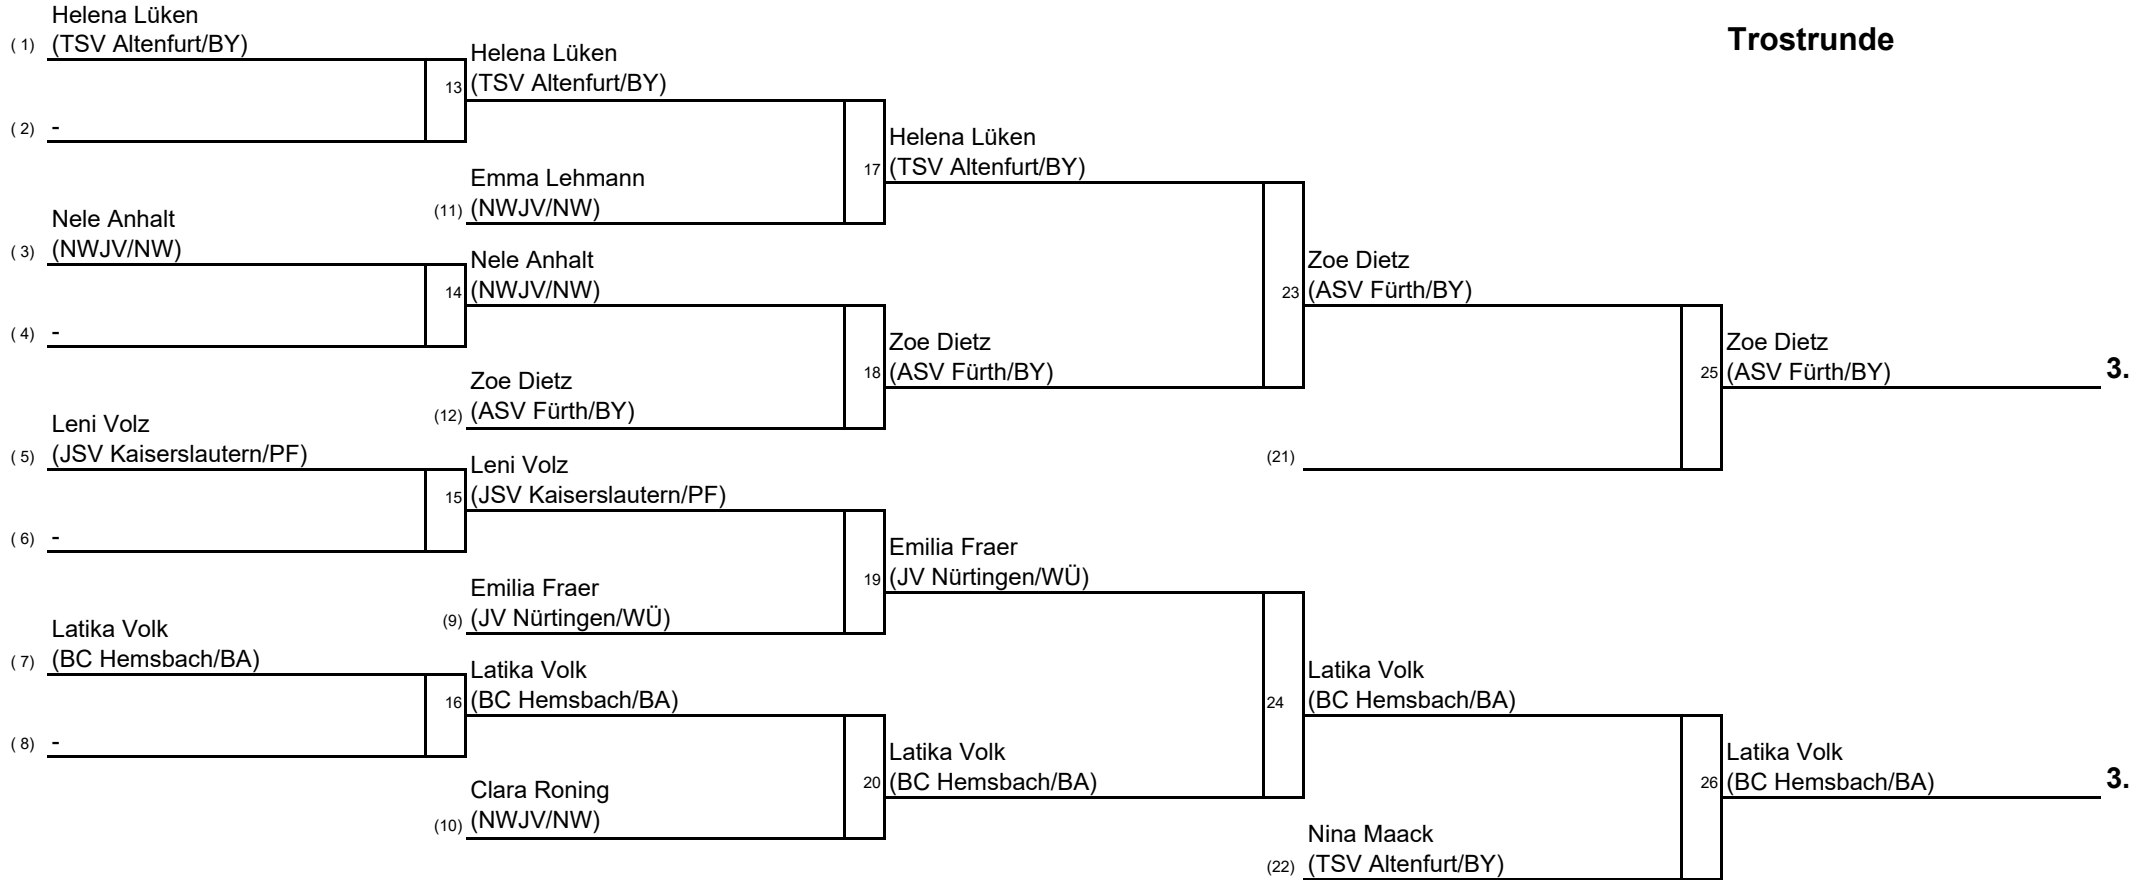 Trostrunde
Helena Lüken
( 1) (TSV Altenfurt/BY)
( 2) -
Nele Anhalt
( 3) (NWJV/NW)
( 4) -
Leni Volz
( 5) (JSV Kaiserslautern/PF)
( 6) -
Latika Volk
( 7) (BC Hemsbach/BA)
( 8) -
Helena Lüken
13 (TSV Altenfurt/BY)
Emma Lehmann
(11) (NWJV/NW)
Nele Anhalt
14 (NWJV/NW)
Zoe Dietz
(12) (ASV Fürth/BY)
Leni Volz
15 (JSV Kaiserslautern/PF)
Emilia Fraer
(9) (JV Nürtingen/WÜ)
Latika Volk
16 (BC Hemsbach/BA)
Clara Roning
(10) (NWJV/NW)
Helena Lüken
17 (TSV Altenfurt/BY)
Zoe Dietz
18 (ASV Fürth/BY)
Emilia Fraer
19 (JV Nürtingen/WÜ)
Latika Volk
20 (BC Hemsbach/BA)
Zoe Dietz
23 (ASV Fürth/BY)
(21)
Latika Volk
24 (BC Hemsbach/BA)
Nina Maack
(22) (TSV Altenfurt/BY)
Zoe Dietz
25 (ASV Fürth/BY) 3.
Latika Volk
26 (BC Hemsbach/BA) 3.